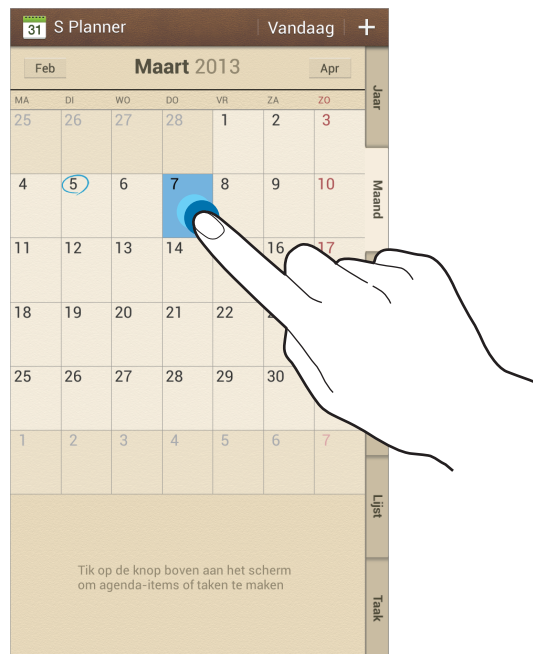 31 S Planner Vandaag +
Feb Maart 2013 Apr
MA DI WO DO VR ZA ZO
25 26 27 28 1 2 3
4 5 6 7 8 9 10
11 12 13 14 16 17
18 19 20 21 22
25 26 27 28 29 30
1 2 3 4 5 6 7
Tik op de knop boven aan het scherm
om agenda-items of taken te maken
Jaar
Maand
Lijst
Taak